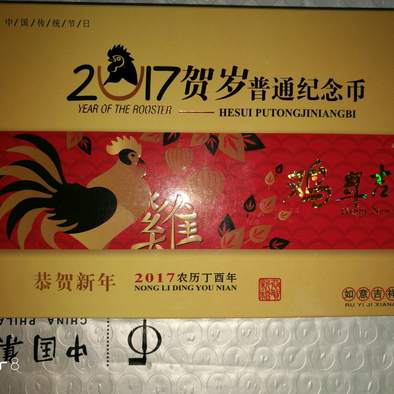 中/国/传/统/节/日
2017贺岁普通纪念币
YEAR OF THE ROOSTER
HESUI PUTONGJINIANGBI
雞
鸡
吉
恭贺新年
2017农历丁酉年
NONG LI DING YOU NIAN
如意吉祥
RU YI JI XIANG
中国集
CHINA PHILA